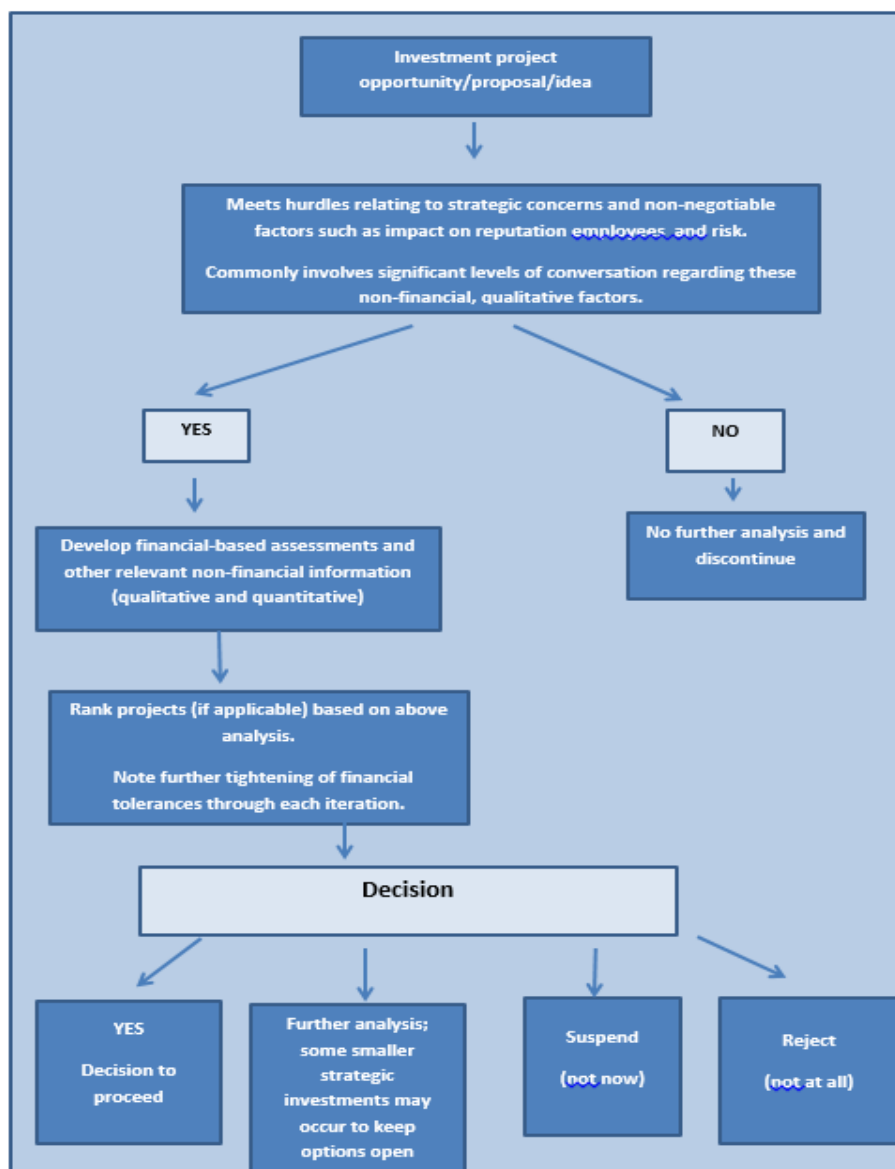 Investment project
opportunity/proposal/idea
Meets hurdles relating to strategic concerns and non-negotiable
factors such as impact on reputation employees, and risk.
Commonly involves significant levels of conversation regarding these
non-financial, qualitative factors.
YES
NO
Develop financial-based assessments and
other relevant non-financial information
(qualitative and quantitative)
No further analysis and
discontinue
Rank projects (if applicable) based on above
analysis.
Note further tightening of financial
tolerances through each iteration.
Decision
YES
Decision to
proceed
Further analysis;
some smaller
strategic
investments may
occur to keep
options open
Suspend
(not now)
Reject
(not at all)